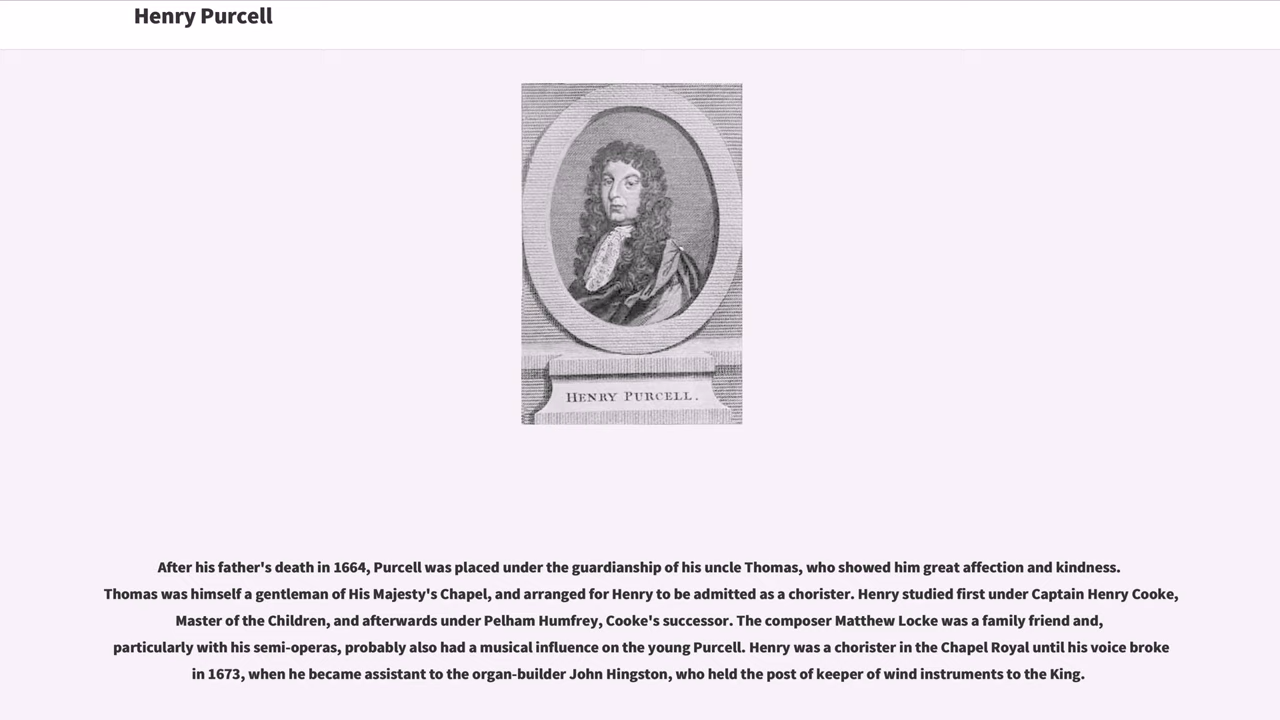 Henry Purcell
HENRY PURCELL.
After his father's death in 1664, Purcell was placed under the guardianship of his uncle Thomas, who showed him great affection and kindness.
Thomas was himself a gentleman of His Majesty's Chapel, and arranged for Henry to be admitted as a chorister. Henry studied first under Captain Henry Cooke,
Master of the Children, and afterwards under Pelham Humfrey, Cooke's successor. The composer Matthew Locke was a family friend and,
particularly with his semi-operas, probably also had a musical influence on the young Purcell. Henry was a chorister in the Chapel Royal until his voice broke
in 1673, when he became assistant to the organ-builder John Hingston, who held the post of keeper of wind instruments to the King.